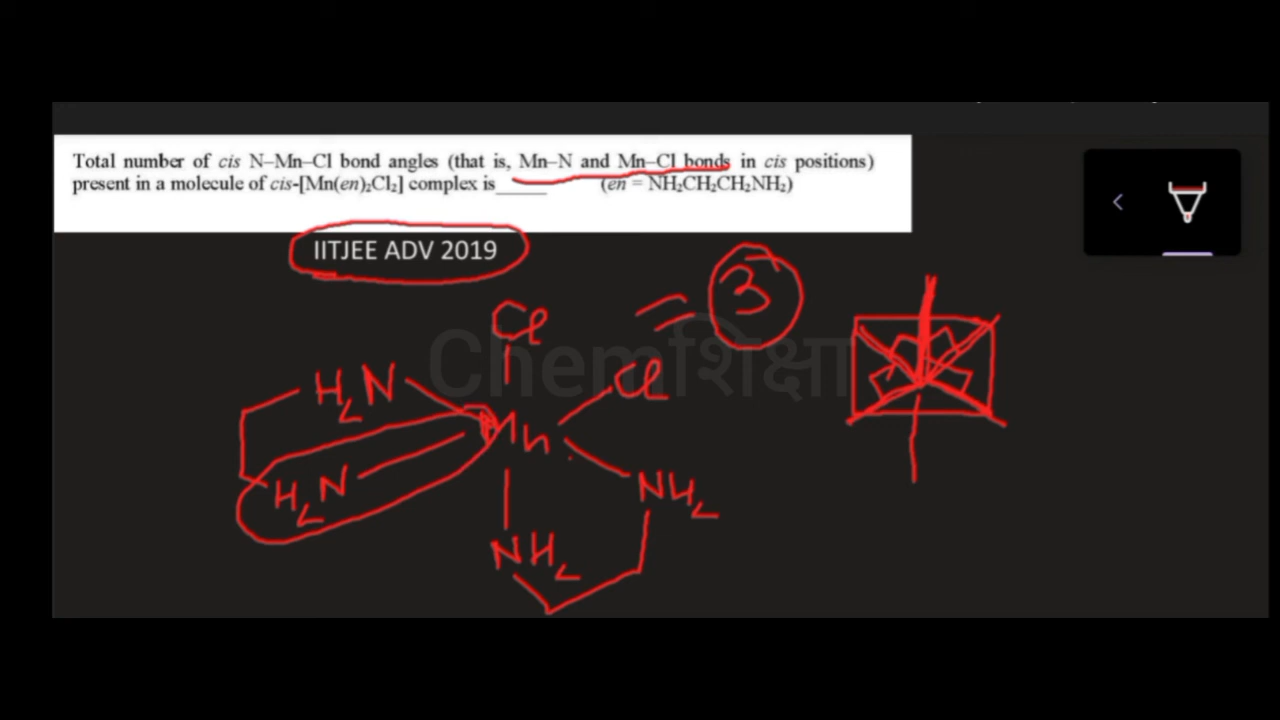 Total number of cis N–Mn–Cl bond angles (that is, Mn–N and Mn–Cl bonds in cis positions)
present in a molecule of cis-[Mn(en)₂Cl₂] complex is_____ (en = NH₂CH₂CH₂NH₂)
IITJEE ADV 2019
= 3
Cl
Cl
H₂N
Mn
H₂N
NH₂
NH₂
Chemशिक्षा